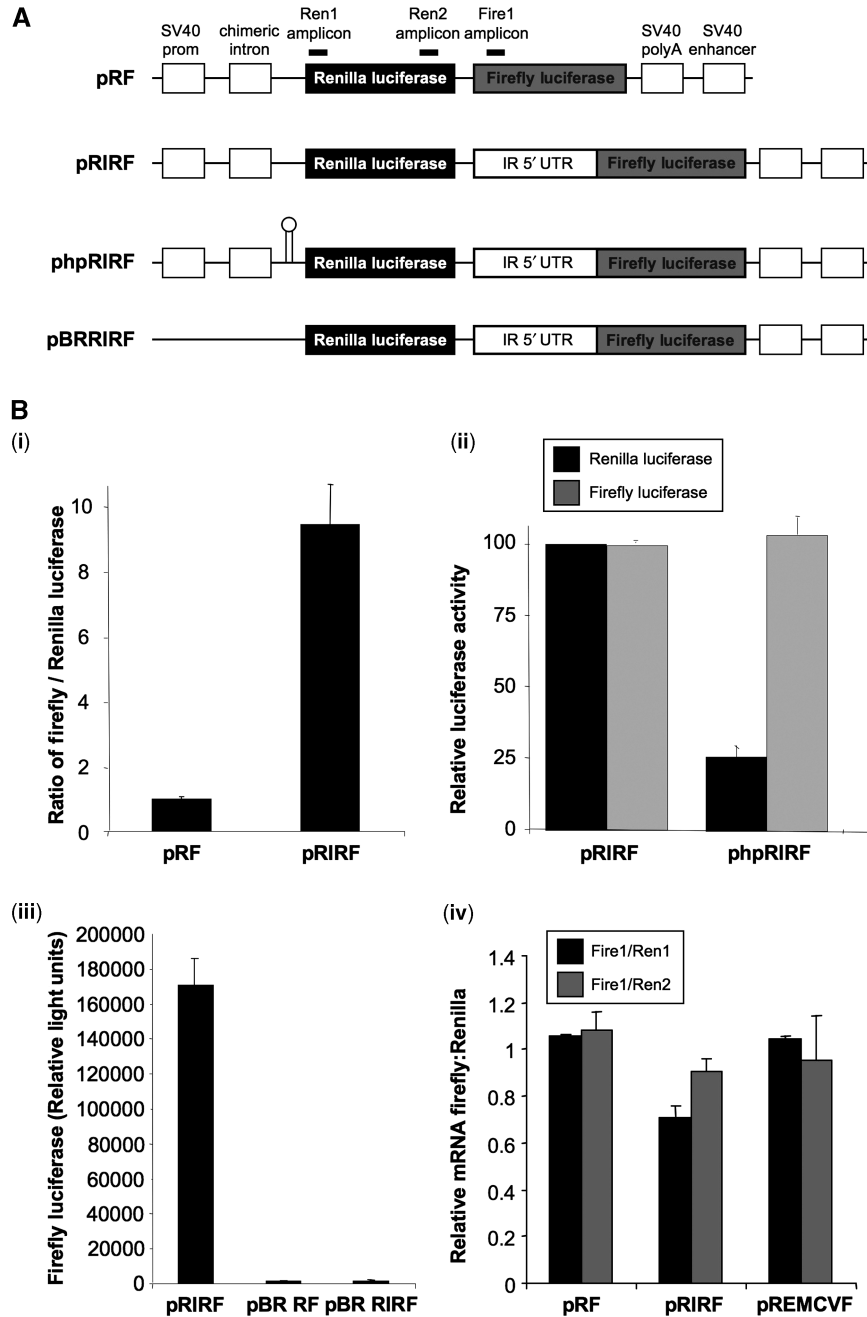 A
SV40 prom
chimeric intron
Ren1 amplicon
Ren2 amplicon
Fire1 amplicon
SV40 polyA
SV40 enhancer
pRF
Renilla luciferase
Firefly luciferase
pRIRF
Renilla luciferase
IR 5′ UTR
Firefly luciferase
phpRIRF
Renilla luciferase
IR 5′ UTR
Firefly luciferase
pBRRIRF
Renilla luciferase
IR 5′ UTR
Firefly luciferase
B
(i)
Ratio of firefly / Renilla luciferase
10
8
6
4
2
0
pRF
pRIRF
(ii)
Renilla luciferase
Firefly luciferase
Relative luciferase activity
100
75
50
25
0
pRIRF
phpRIRF
(iii)
Firefly luciferase (Relative light units)
200000
180000
160000
140000
120000
100000
80000
60000
40000
20000
0
pRIRF
pBR RF
pBR RIRF
(iv)
Fire1/Ren1
Fire1/Ren2
Relative mRNA firefly:Renilla
1.4
1.2
1
0.8
0.6
0.4
0.2
0
pRF
pRIRF
pREMCVF